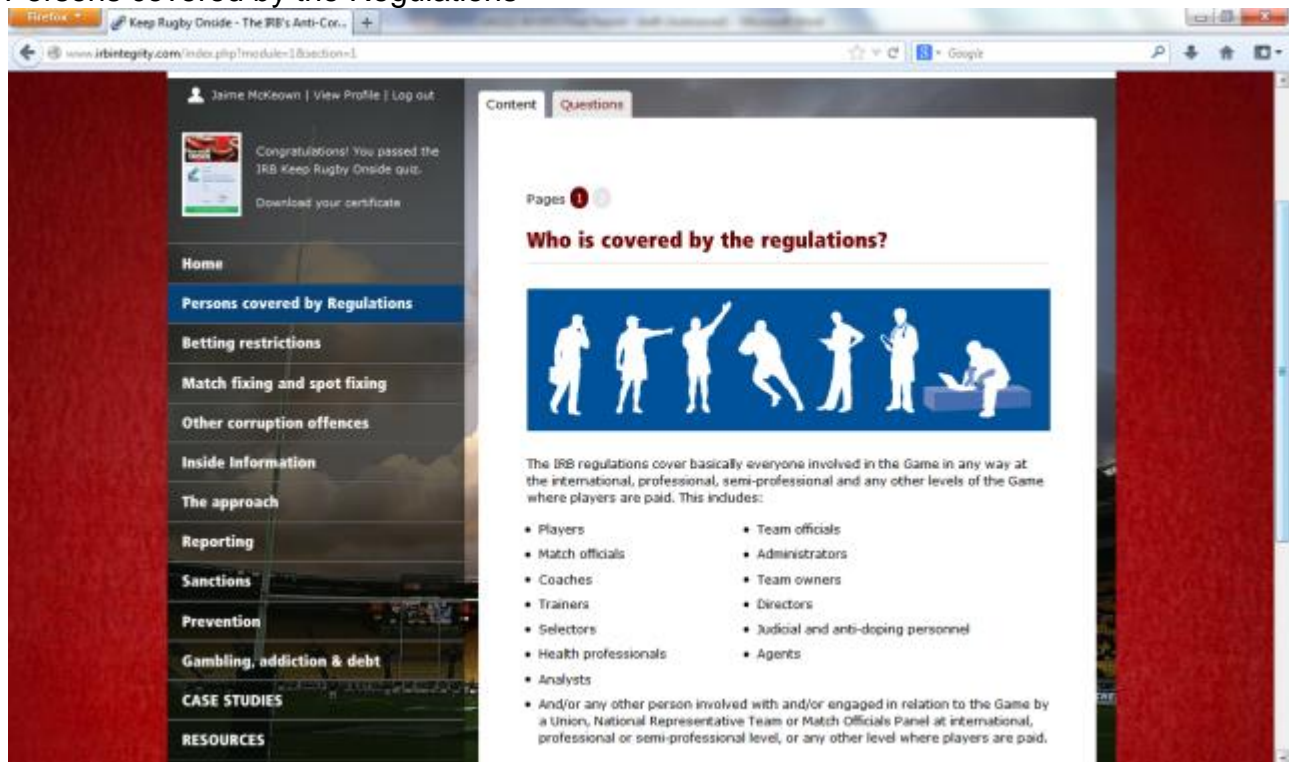 Persons covered by the Regulations
Firefox
Keep Rugby Onside - The IRB's Anti-Cor... +
www.irbintegrity.com/index.php?module=1&section=1
Google
Jaime McKeown | View Profile | Log out
Congratulations! You passed the
IRB Keep Rugby Onside quiz.
Download your certificate
Home
Persons covered by Regulations
Betting restrictions
Match fixing and spot fixing
Other corruption offences
Inside Information
The approach
Reporting
Sanctions
Prevention
Gambling, addiction & debt
CASE STUDIES
RESOURCES
Content Questions
Pages 1
Who is covered by the regulations?
The IRB regulations cover basically everyone involved in the Game in any way at
the international, professional, semi-professional and any other levels of the Game
where players are paid. This includes:
• Players
• Match officials
• Coaches
• Trainers
• Selectors
• Health professionals
• Analysts
• Team officials
• Administrators
• Team owners
• Directors
• Judicial and anti-doping personnel
• Agents
• And/or any other person involved with and/or engaged in relation to the Game by
a Union, National Representative Team or Match Officials Panel at international,
professional or semi-professional level, or any other level where players are paid.